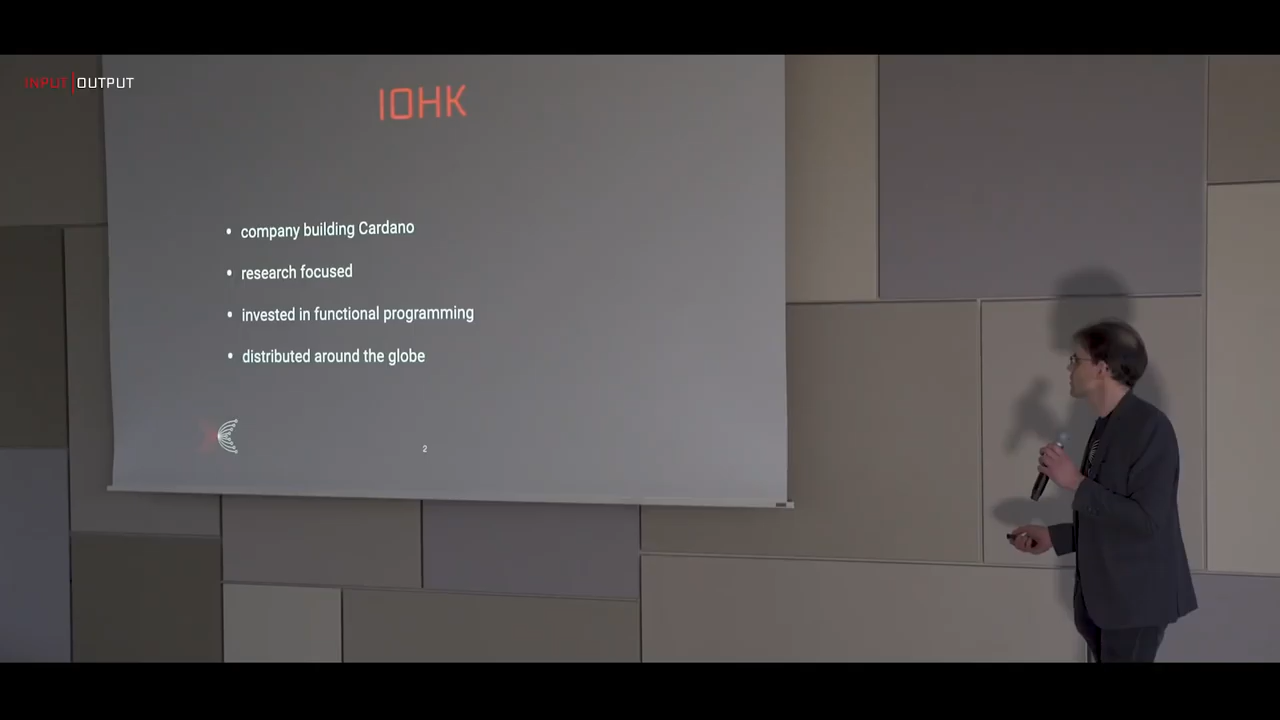 INPUT|OUTPUT
IOHK
• company building Cardano
• research focused
• invested in functional programming
• distributed around the globe
2